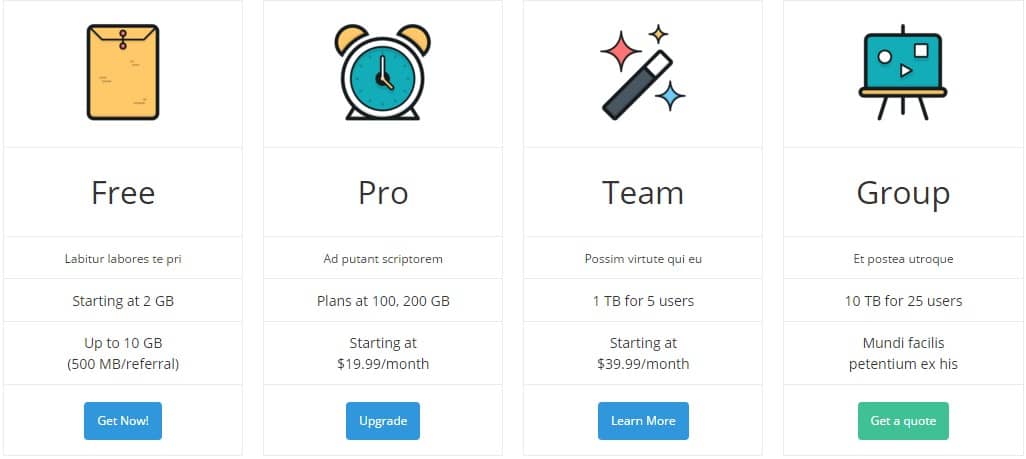 Free
Labitur labores te pri
Starting at 2 GB
Up to 10 GB
(500 MB/referral)
Get Now!
Pro
Ad putant scriptorem
Plans at 100, 200 GB
Starting at
$19.99/month
Upgrade
Team
Possim virtute qui eu
1 TB for 5 users
Starting at
$39.99/month
Learn More
Group
Et postea utroque
10 TB for 25 users
Mundi facilis
petentium ex his
Get a quote